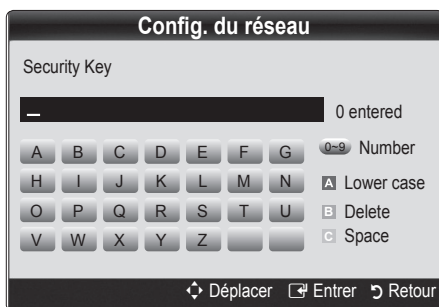 Config. du réseau
Security Key
_ 0 entered
A B C D E F G 0~9 Number
H I J K L M N A Lower case
O P Q R S T U B Delete
V W X Y Z C Space
Déplacer Entrer Retour